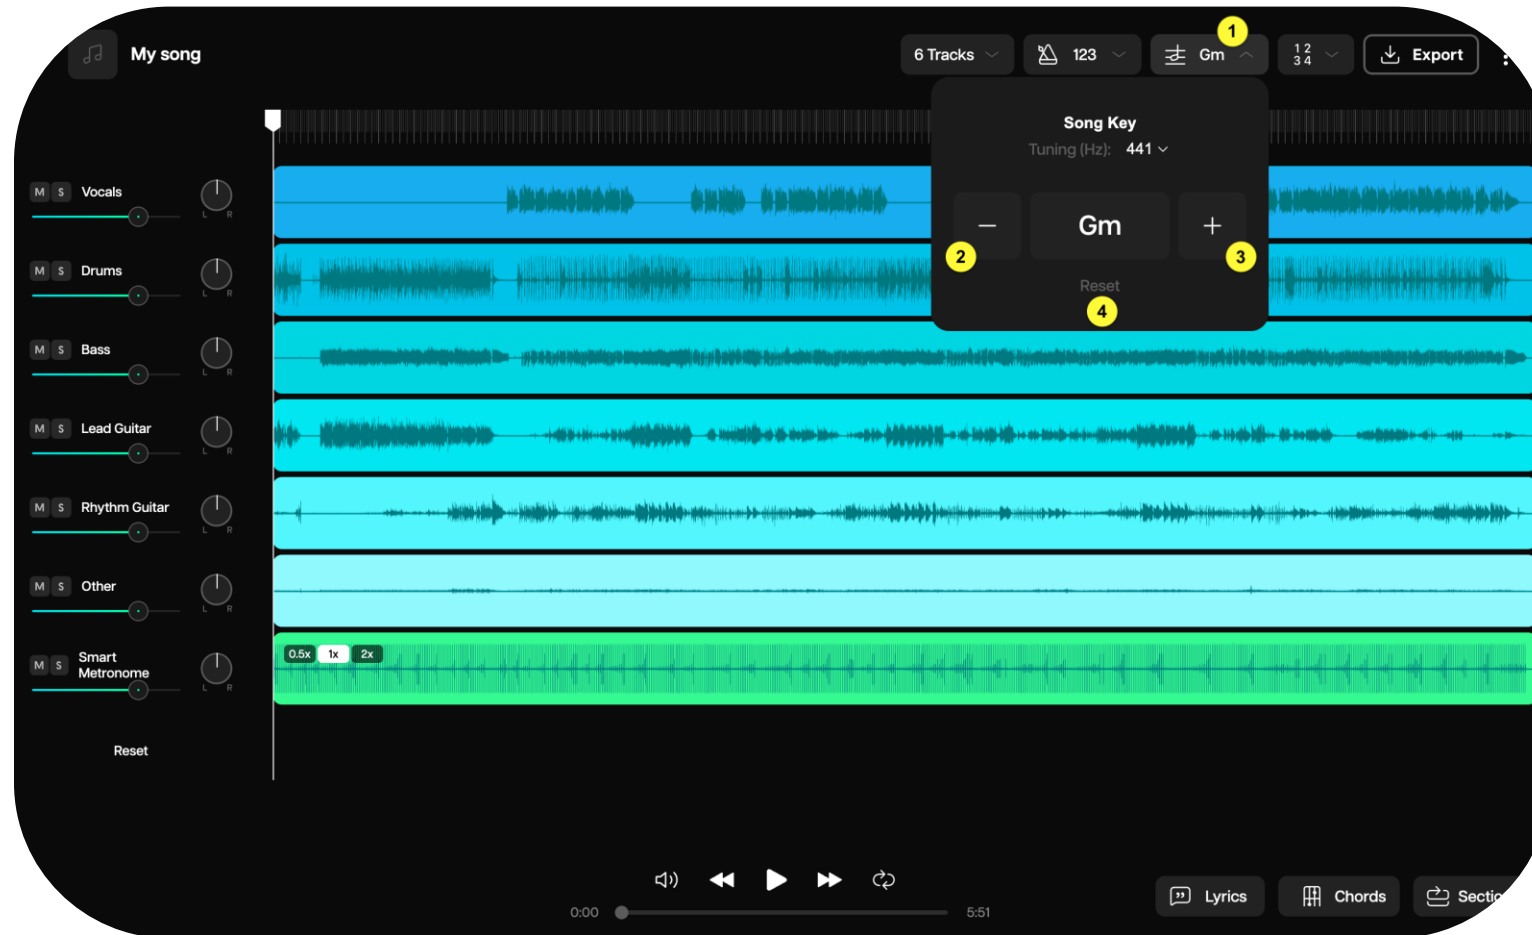 My song
6 Tracks
123
Gm
1 2
3 4
Export
1
Song Key
Tuning (Hz): 441
Gm
2
3
Reset
4
M S Vocals
L R
M S Drums
L R
M S Bass
L R
M S Lead Guitar
L R
M S Rhythm Guitar
L R
M S Other
L R
M S Smart
Metronome
L R
0.5x 1x 2x
Reset
0:00
5:51
Lyrics
Chords